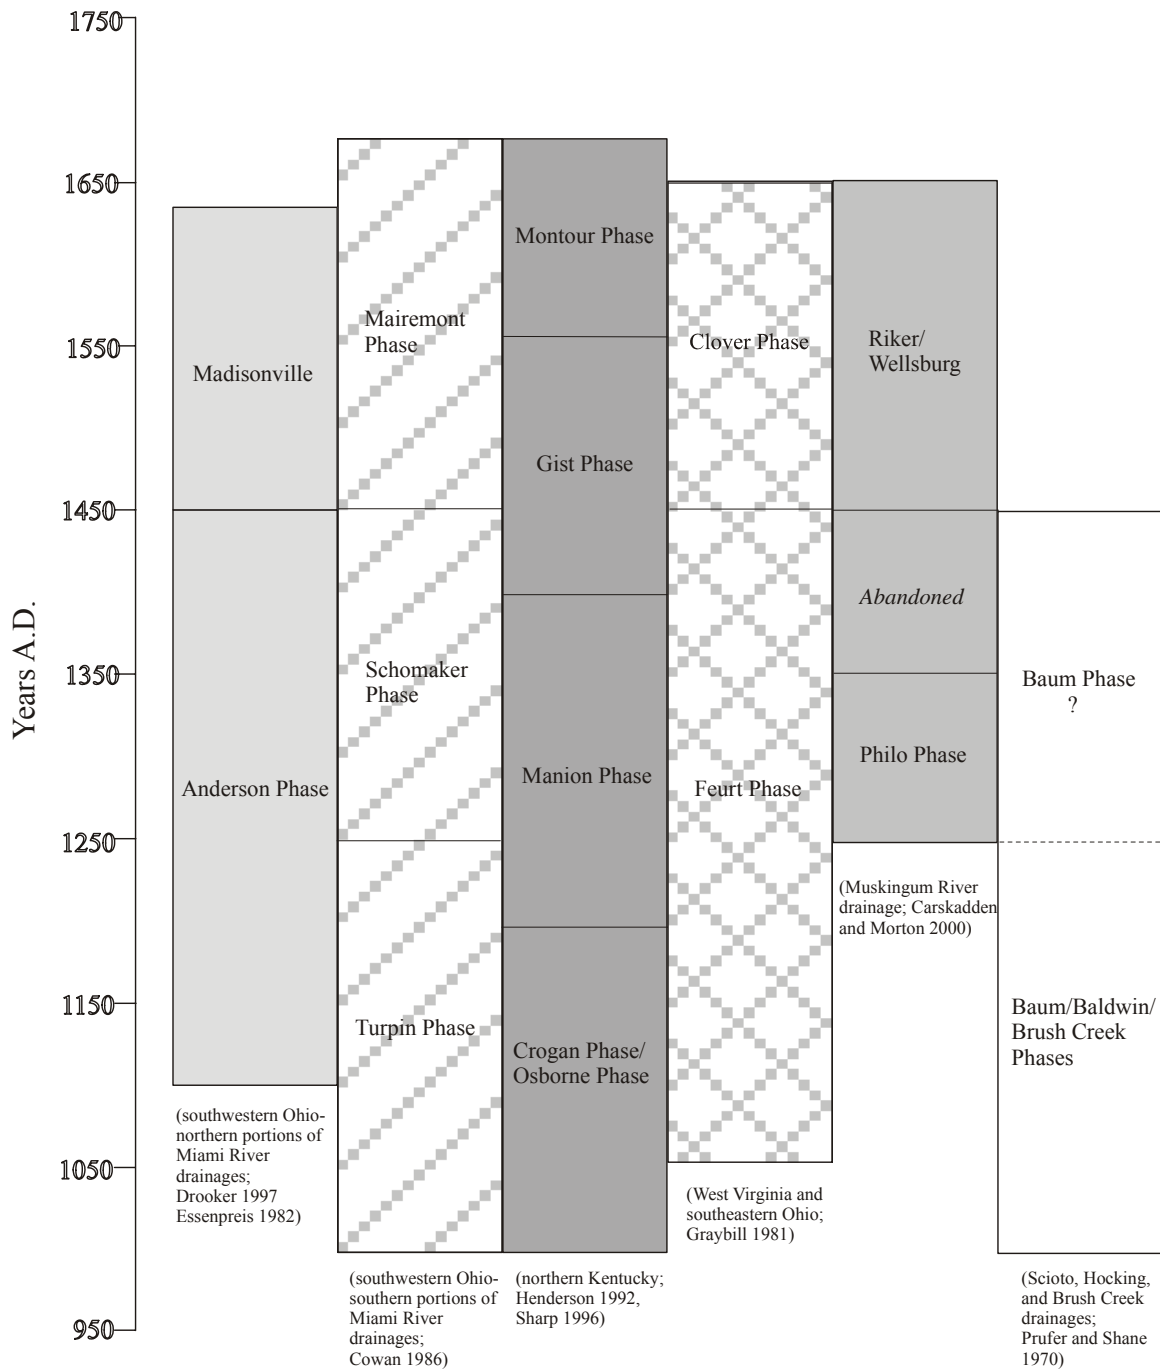 1750
1650
1550
1450
1350
1250
1150
1050
950
Years A.D.
Madisonville
Anderson Phase
(southwestern Ohio-
northern portions of
Miami River
drainages;
Drooker 1997
Essenpreis 1982)
Mairemont
Phase
Schomaker
Phase
Turpin Phase
(southwestern Ohio-
southern portions of
Miami River
drainages;
Cowan 1986)
Montour Phase
Gist Phase
Manion Phase
Crogan Phase/
Osborne Phase
(northern Kentucky;
Henderson 1992,
Sharp 1996)
Clover Phase
Feurt Phase
(West Virginia and
southeastern Ohio;
Graybill 1981)
Riker/
Wellsburg
Abandoned
Philo Phase
(Muskingum River
drainage; Carskadden
and Morton 2000)
Baum Phase
?
Baum/Baldwin/
Brush Creek
Phases
(Scioto, Hocking,
and Brush Creek
drainages;
Prufer and Shane
1970)